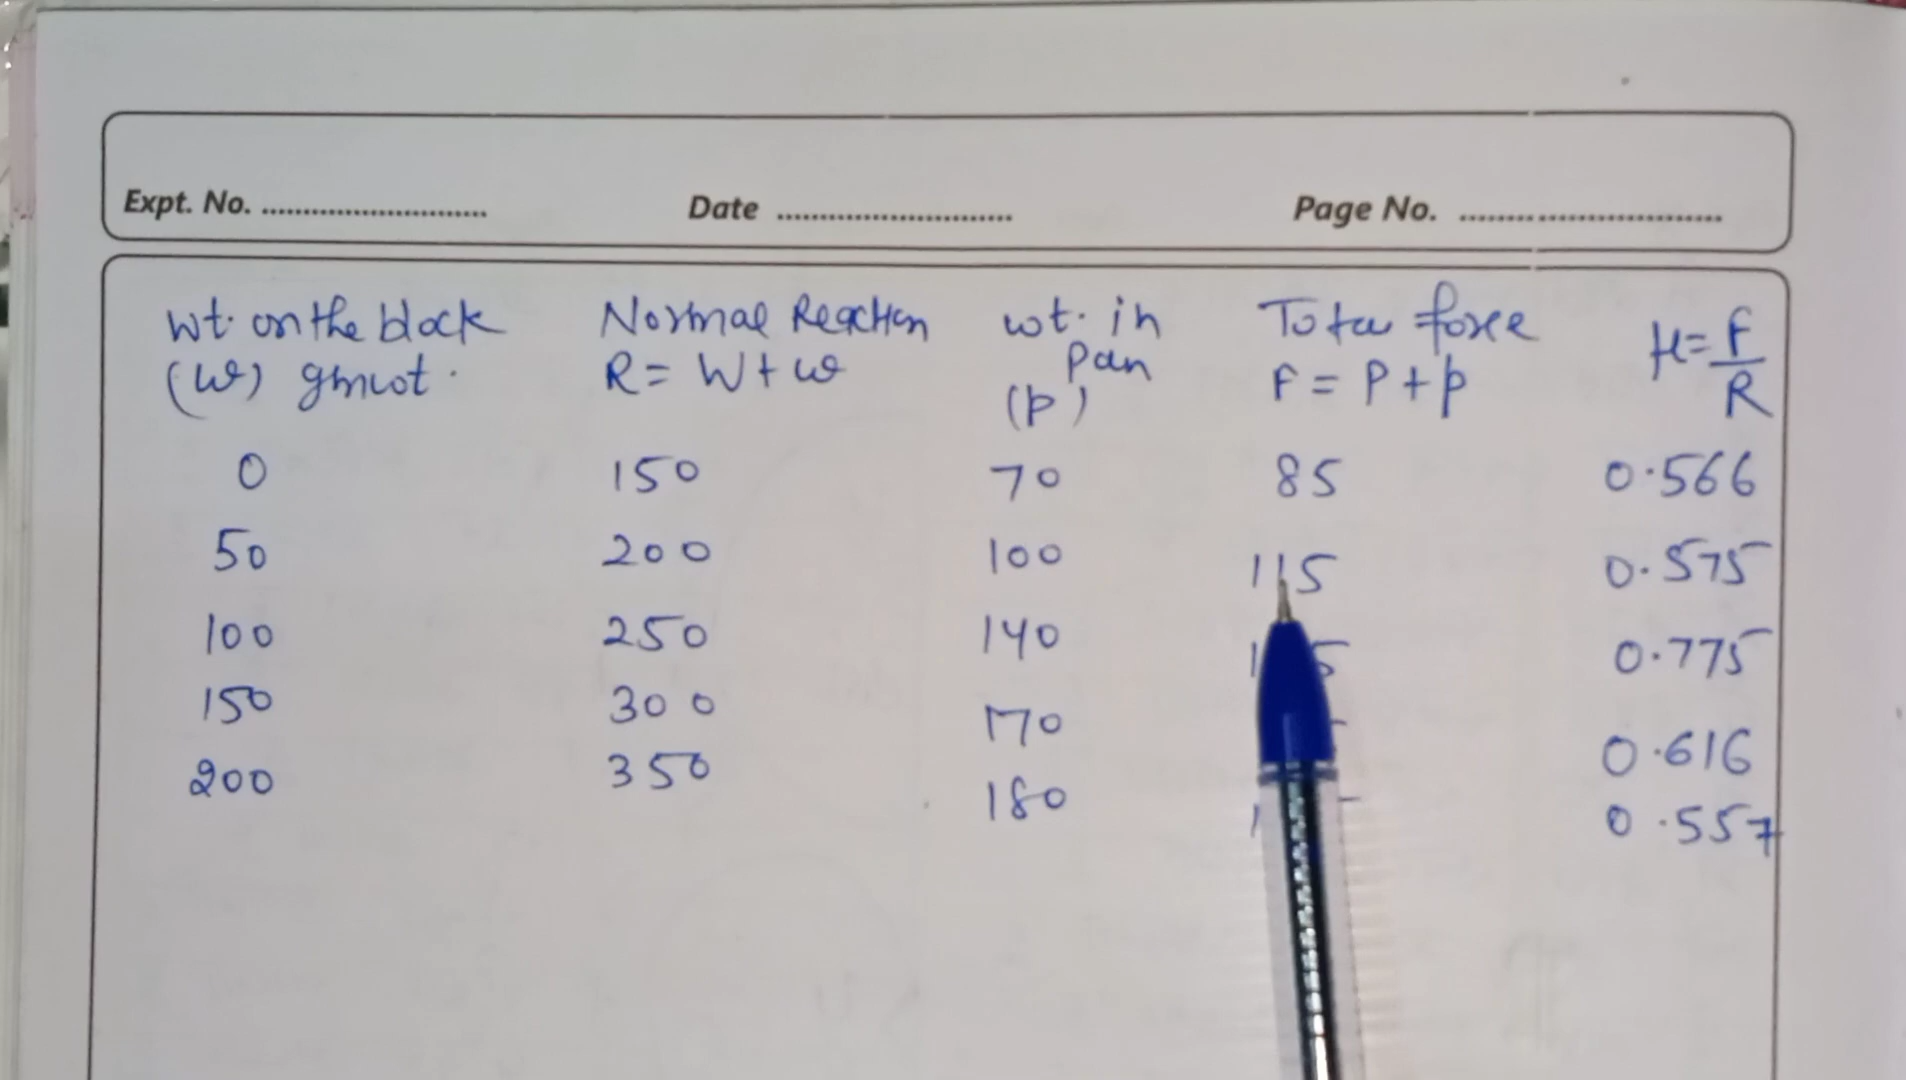 Expt. No. .......................... Date .......................... Page No. ..........................
wt. on the block Normal Reaction wt. in Total force μ = F
(w) gmwt. R = W + w Pan F = P + p R
(p)
0 150 70 85 0.566
50 200 100 115 0.575
100 250 140 0.775
150 300 170 0.616
200 350 180 0.557